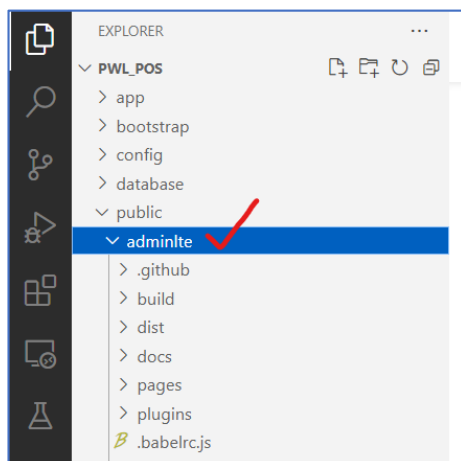 EXPLORER
PWL_POS
app
bootstrap
config
database
public
adminlte
.github
build
dist
docs
pages
plugins
.babelrc.js